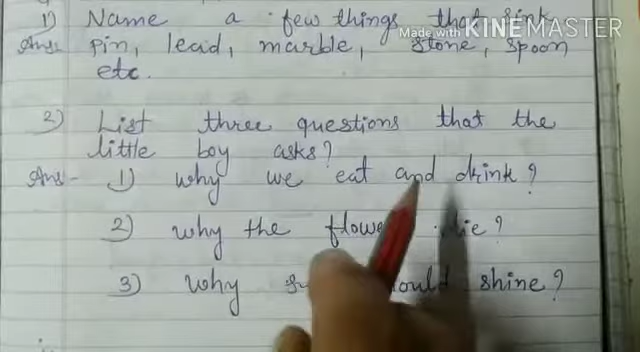 1) Name a few things that sink
Made with KINEMASTER
Ans:- pin, lead, marble, stone, spoon
etc.
2) List three questions that the
little boy asks?
Ans- 1) why we eat and drink?
2) why the die?
3) why shine?